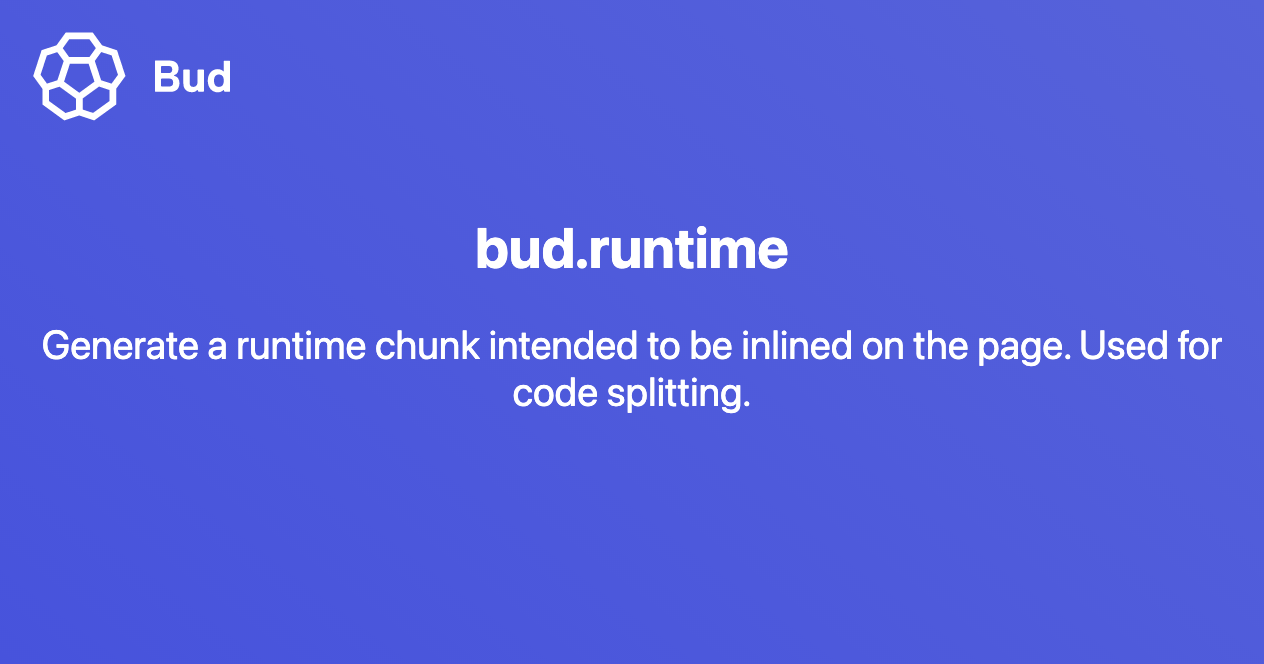 Bud
bud.runtime
Generate a runtime chunk intended to be inlined on the page. Used for
code splitting.